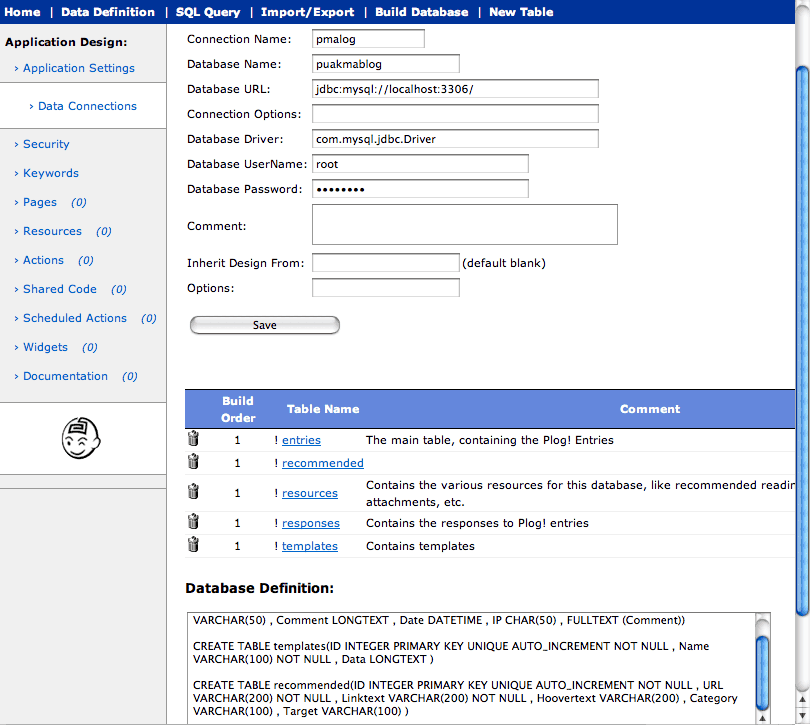 Home | Data Definition | SQL Query | Import/Export | Build Database | New Table
Application Design:
› Application Settings
› Data Connections
› Security
› Keywords
› Pages (0)
› Resources (0)
› Actions (0)
› Shared Code (0)
› Scheduled Actions (0)
› Widgets (0)
› Documentation (0)
Connection Name: pmalog
Database Name: puakmablog
Database URL: jdbc:mysql://localhost:3306/
Connection Options:
Database Driver: com.mysql.jdbc.Driver
Database UserName: root
Database Password: ••••••••
Comment:
Inherit Design From: (default blank)
Options:
Save
Build Order Table Name Comment
1 ! entries The main table, containing the Plog! Entries
1 ! recommended
1 ! resources Contains the various resources for this database, like recommended readin
attachments, etc.
1 ! responses Contains the responses to Plog! entries
1 ! templates Contains templates
Database Definition:
VARCHAR(50) , Comment LONGTEXT , Date DATETIME , IP CHAR(50) , FULLTEXT (Comment))
CREATE TABLE templates(ID INTEGER PRIMARY KEY UNIQUE AUTO_INCREMENT NOT NULL , Name
VARCHAR(100) NOT NULL , Data LONGTEXT )
CREATE TABLE recommended(ID INTEGER PRIMARY KEY UNIQUE AUTO_INCREMENT NOT NULL , URL
VARCHAR(200) NOT NULL , Linktext VARCHAR(200) NOT NULL , Hoovertext VARCHAR(200) , Category
VARCHAR(100) , Target VARCHAR(100) )